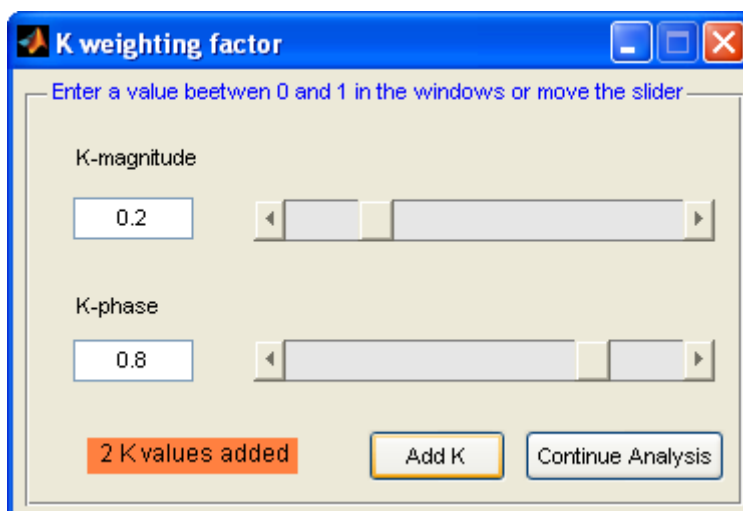 K weighting factor
Enter a value beetwen 0 and 1 in the windows or move the slider
K-magnitude
0.2
K-phase
0.8
2 K values added
Add K
Continue Analysis